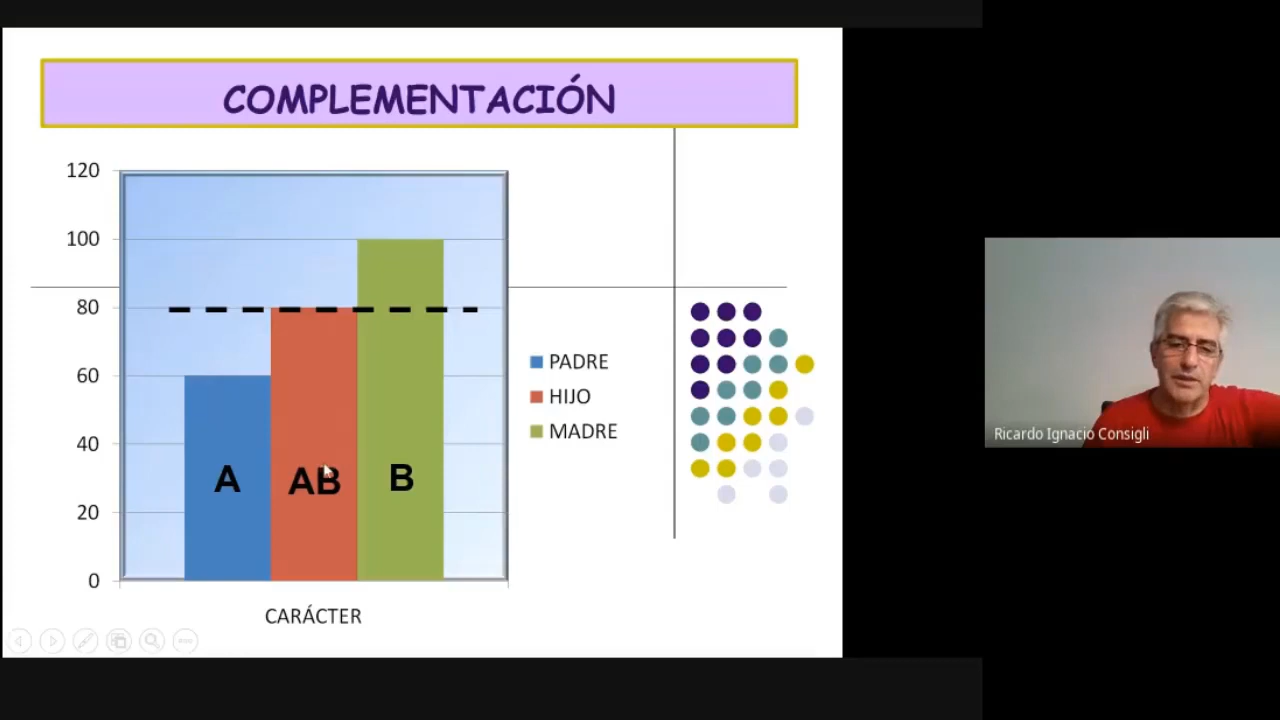 COMPLEMENTACIÓN
120
100
80
60
40
20
0
A
AB
B
CARÁCTER
PADRE
HIJO
MADRE
Ricardo Ignacio Consigli